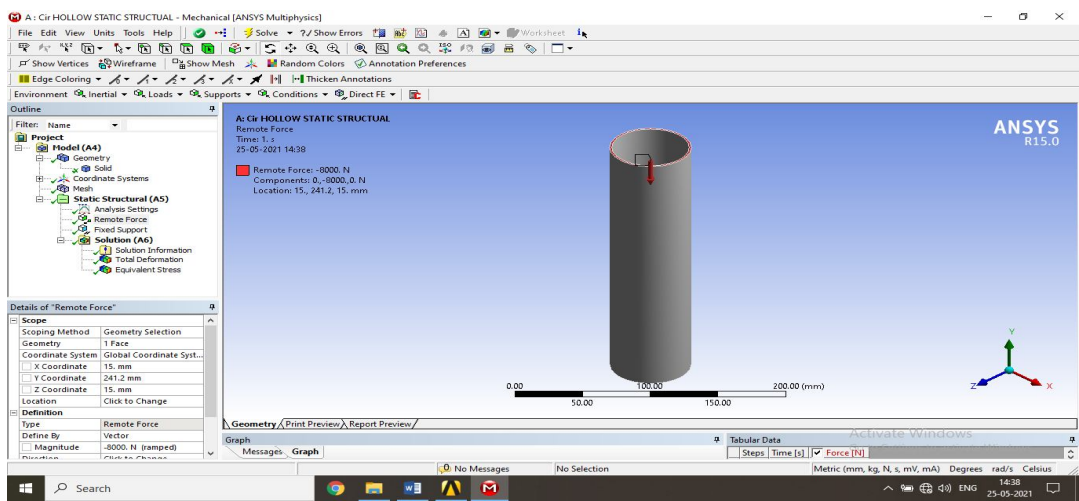 A : Cir HOLLOW STATIC STRUCTUAL - Mechanical [ANSYS Multiphysics]
File Edit View Units Tools Help Solve ?/ Show Errors Worksheet
Show Vertices Wireframe Show Mesh Random Colors Annotation Preferences
Edge Coloring Thicken Annotations
Environment Inertial Loads Supports Conditions Direct FE
Outline
Filter: Name
Project
Model (A4)
Geometry
Solid
Coordinate Systems
Mesh
Static Structural (A5)
Analysis Settings
Remote Force
Fixed Support
Solution (A6)
Solution Information
Total Deformation
Equivalent Stress
Details of "Remote Force"
Scope
Scoping Method Geometry Selection
Geometry 1 Face
Coordinate System Global Coordinate Syst...
X Coordinate 15. mm
Y Coordinate 241.2 mm
Z Coordinate 15. mm
Location Click to Change
Definition
Type Remote Force
Define By Vector
Magnitude -8000. N (ramped)
Direction Click to Change
A: Cir HOLLOW STATIC STRUCTUAL
Remote Force
Time: 1. s
25-05-2021 14:38
Remote Force: -8000. N
Components: 0.,-8000.,0. N
Location: 15., 241.2, 15. mm
ANSYS
R15.0
Y
Z X
0.00 100.00 200.00 (mm)
50.00 150.00
Geometry Print Preview Report Preview
Graph
Messages Graph
Tabular Data
Activate Windows
Steps Time [s] Force [N]
No Messages No Selection Metric (mm, kg, N, s, mV, mA) Degrees rad/s Celsius
Search
ENG
14:38
25-05-2021